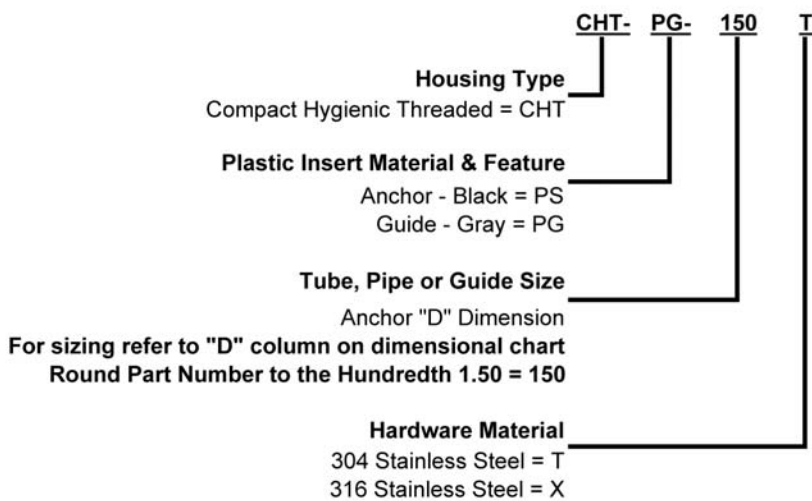 CHT- PG- 150 T
Housing Type
Compact Hygienic Threaded = CHT
Plastic Insert Material & Feature
Anchor - Black = PS
Guide - Gray = PG
Tube, Pipe or Guide Size
Anchor "D" Dimension
For sizing refer to "D" column on dimensional chart
Round Part Number to the Hundredth 1.50 = 150
Hardware Material
304 Stainless Steel = T
316 Stainless Steel = X